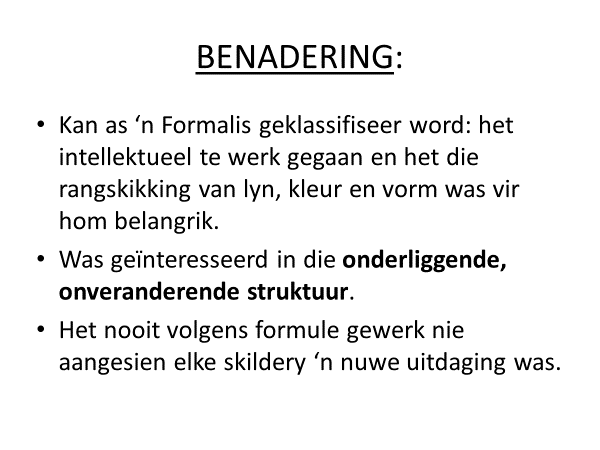 BENADERING:
• Kan as ‘n Formalis geklassifiseer word: het
intellektueel te werk gegaan en het die
rangskikking van lyn, kleur en vorm was vir
hom belangrik.
• Was geïnteresseerd in die onderliggende,
onveranderende struktuur.
• Het nooit volgens formule gewerk nie
aangesien elke skildery ‘n nuwe uitdaging was.